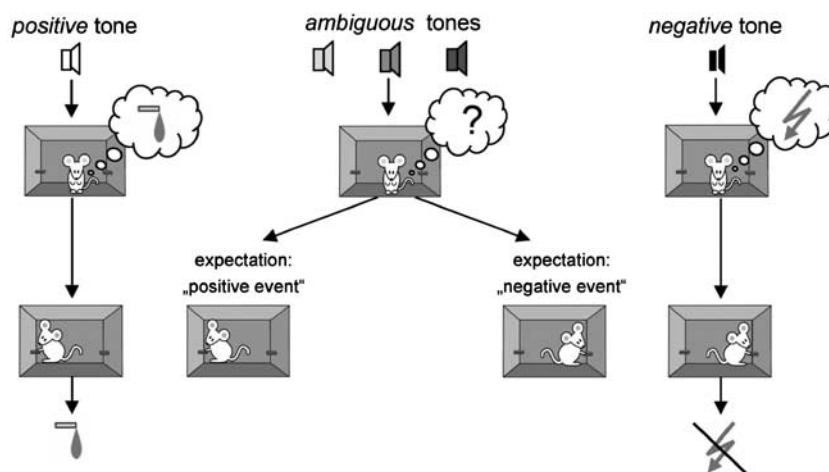 positive tone
ambiguous tones
negative tone
?
expectation:
„positive event“
expectation:
„negative event“